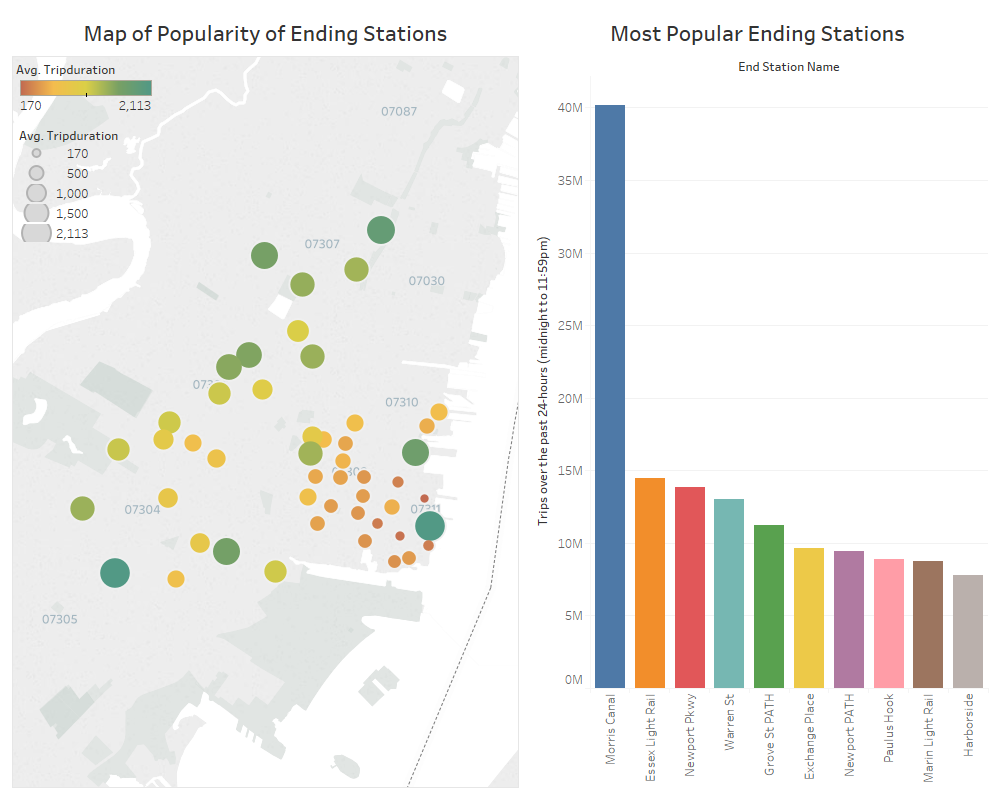 Map of Popularity of Ending Stations
Avg. Tripduration
170 2,113
Avg. Tripduration
170
500
1,000
1,500
2,113
07087
07307
07030
07310
07304
07311
07305
Most Popular Ending Stations
End Station Name
Trips over the past 24-hours (midnight to 11:59pm)
40M
35M
30M
25M
20M
15M
10M
5M
0M
Morris Canal
Essex Light Rail
Newport Pkwy
Warren St
Grove St PATH
Exchange Place
Newport PATH
Paulus Hook
Marin Light Rail
Harborside